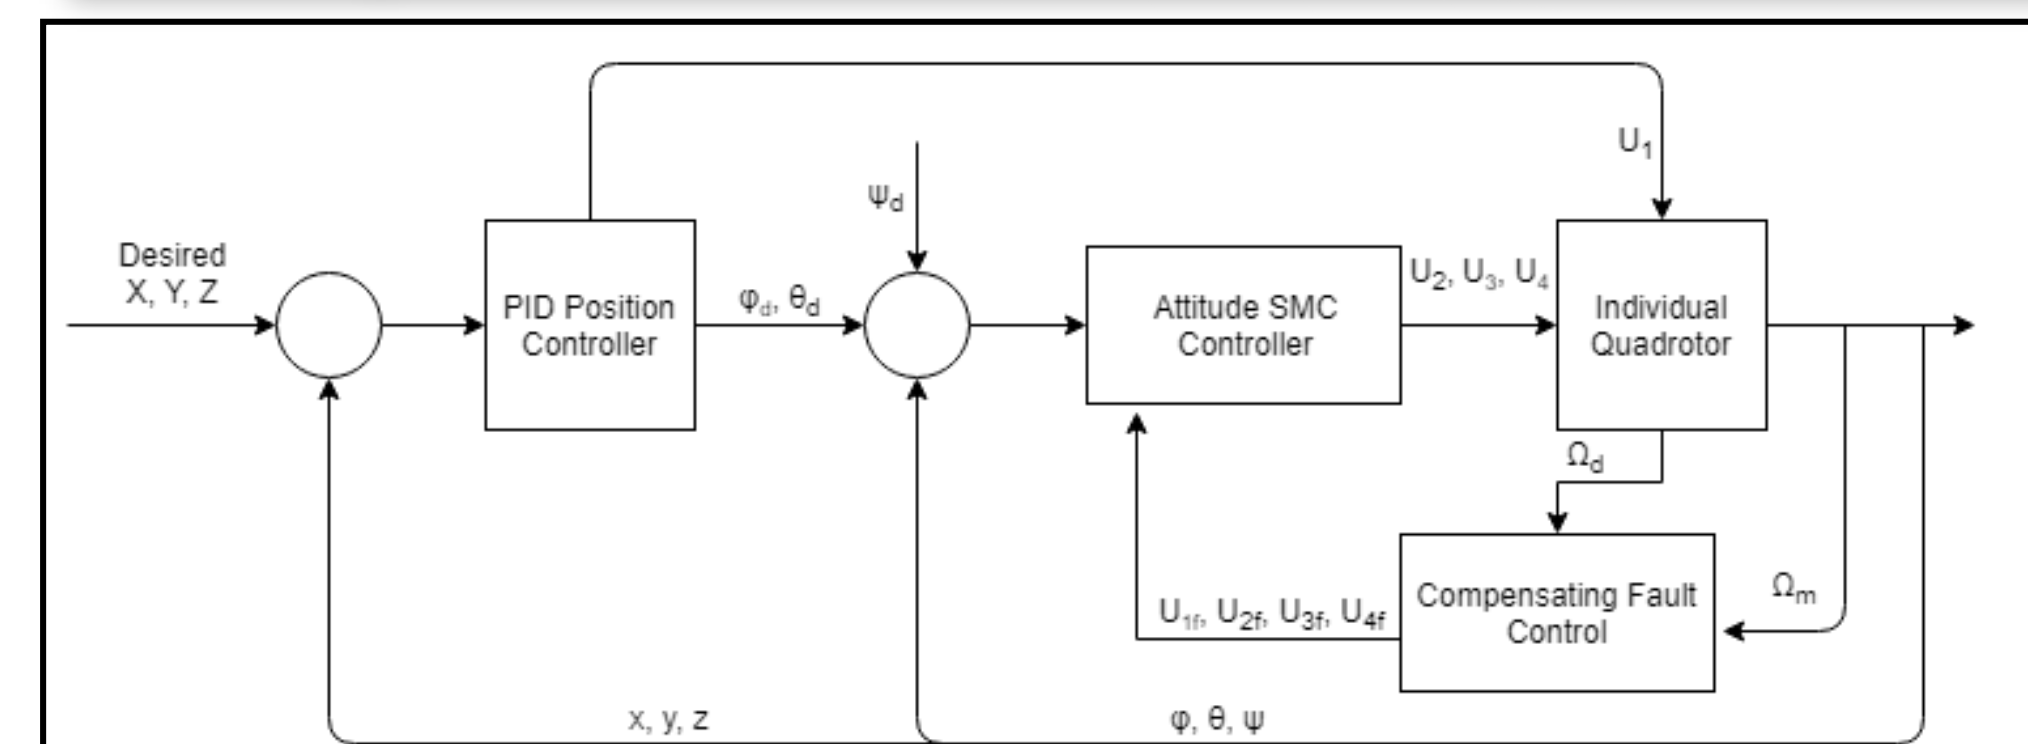 U₁
ψd
Desired
X, Y, Z
PID Position
Controller
φd, θd
Attitude SMC
Controller
U₂, U₃, U₄
Individual
Quadrotor
Ωd
Compensating Fault
Control
Ωm
U1f, U2f, U3f, U4f
x, y, z
φ, θ, ψ